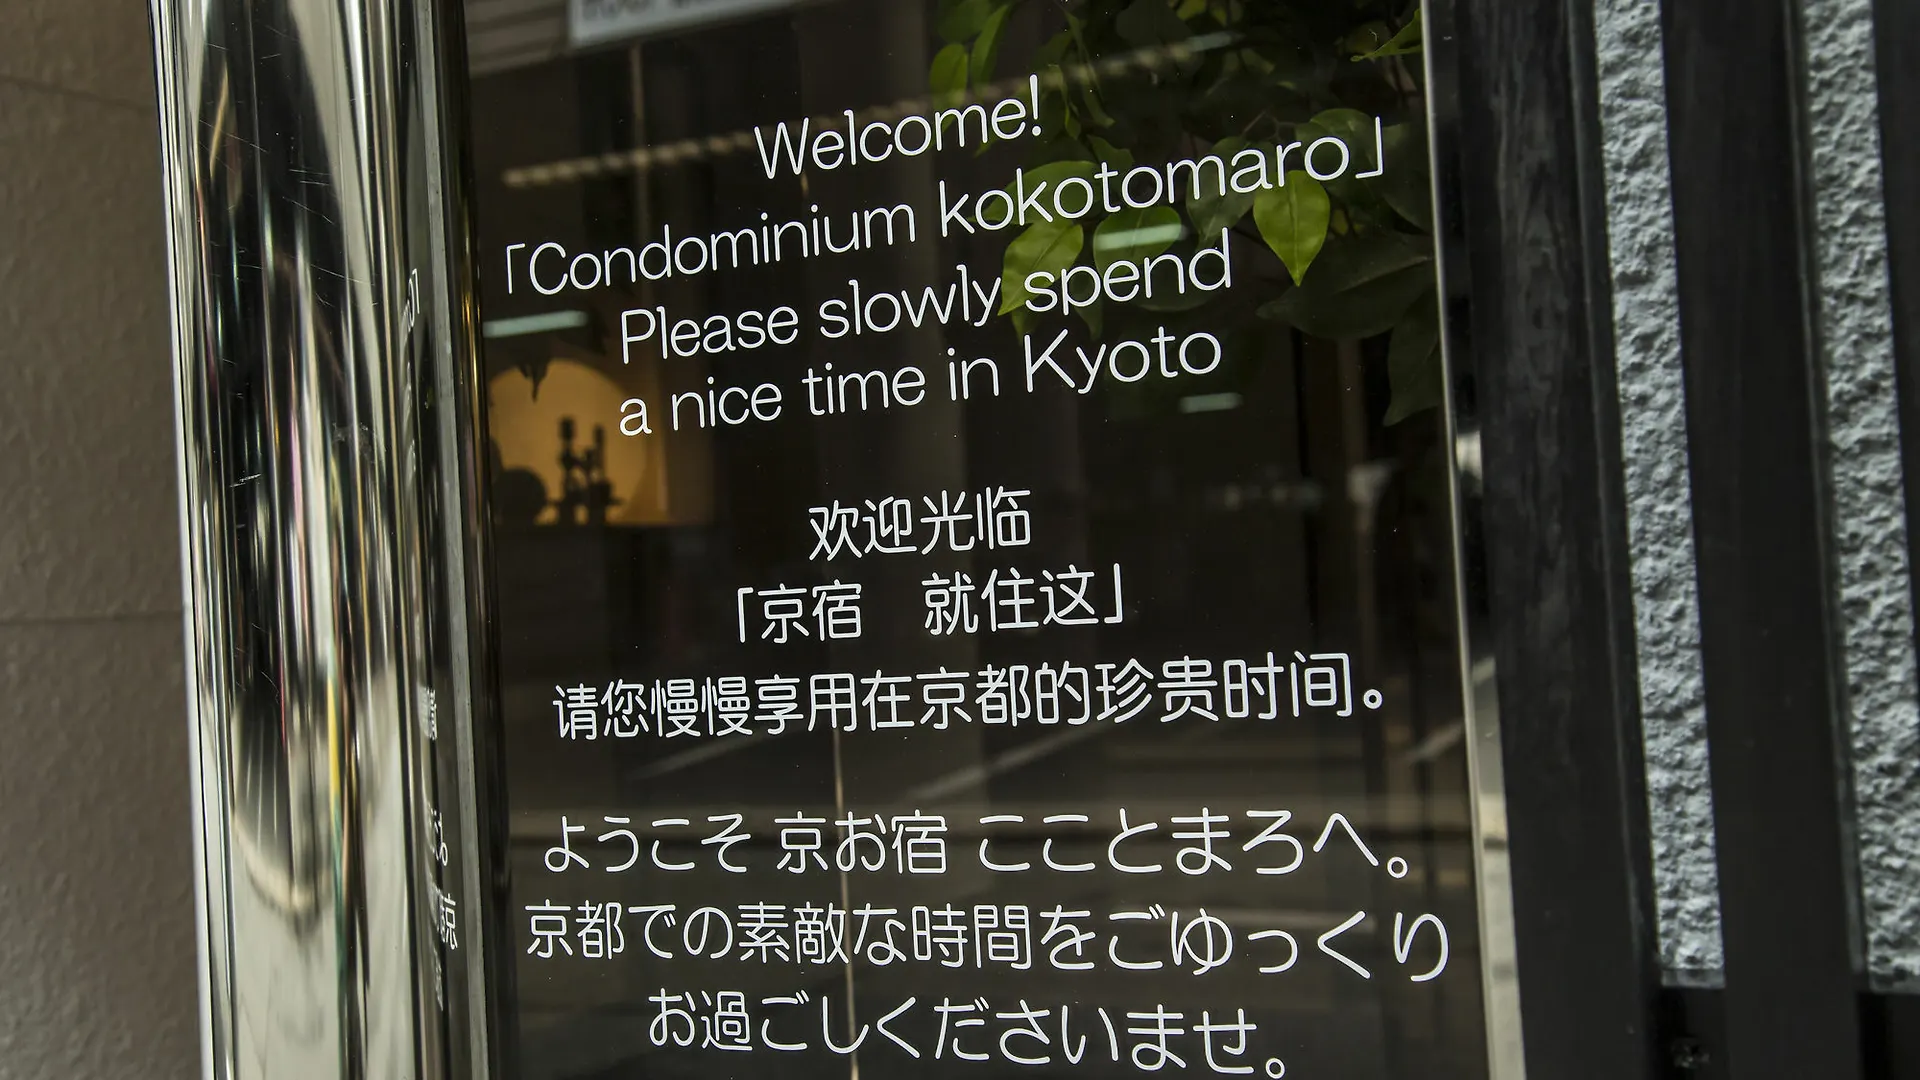 Welcome!
「Condominium kokotomaro」
Please slowly spend
a nice time in Kyoto
欢迎光临
「京宿　就住这」
请您慢慢享用在京都的珍贵时间。
ようこそ 京お宿 こことまろへ。
京都での素敵な時間をごゆっくり
お過ごしくださいませ。